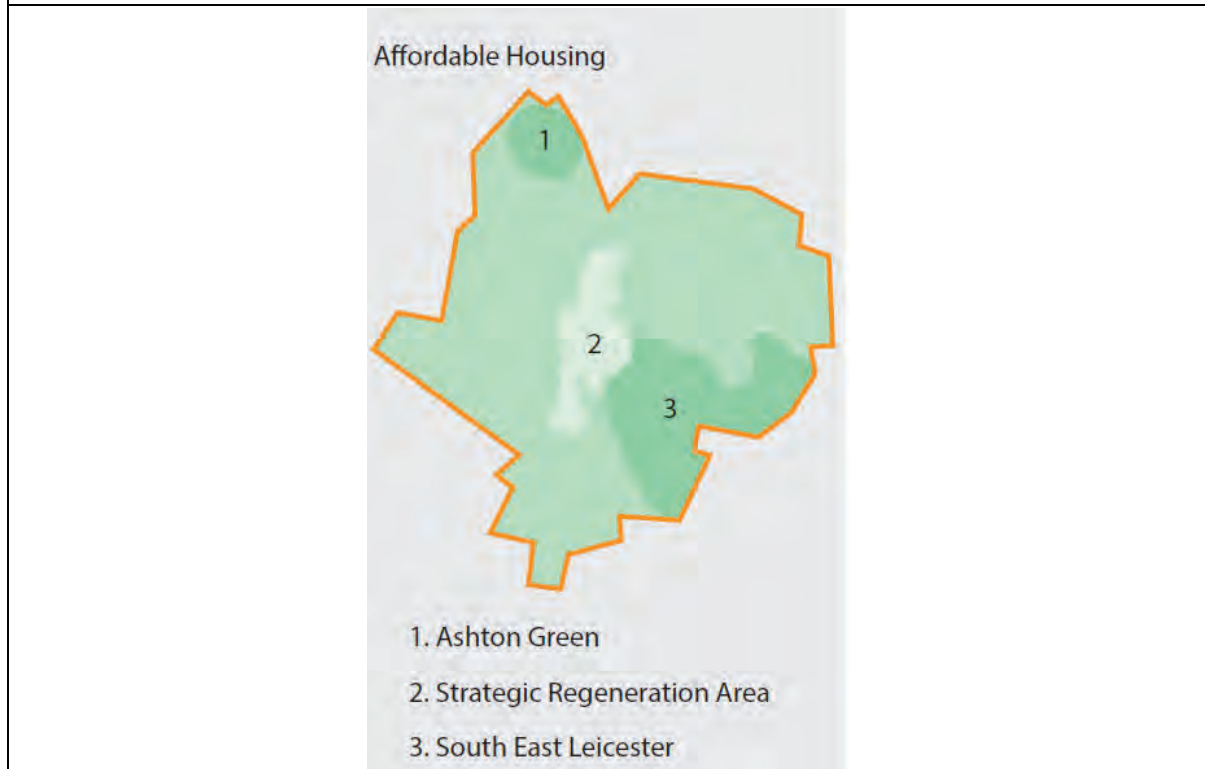 Affordable Housing
1
2
3
1. Ashton Green
2. Strategic Regeneration Area
3. South East Leicester